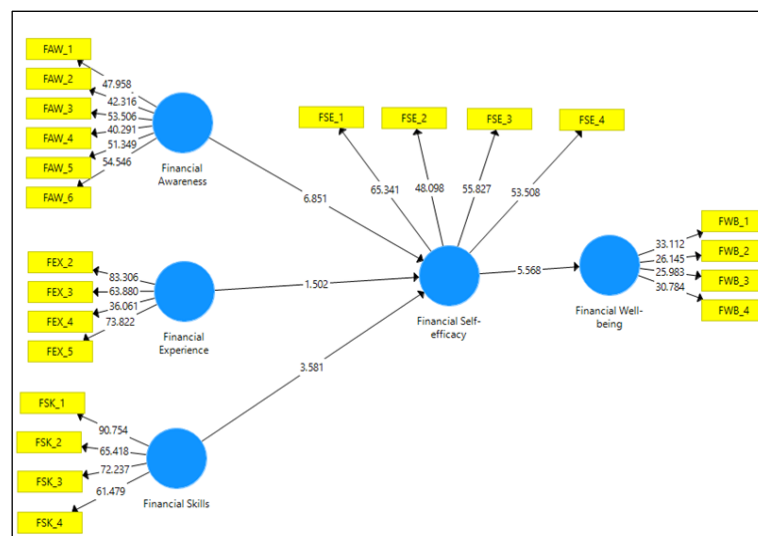 FAW_1
FAW_2
FAW_3
FAW_4
FAW_5
FAW_6
47.958
42.316
53.506
40.291
51.349
54.546
Financial
Awareness
6.851
FSE_1
FSE_2
FSE_3
FSE_4
65.341
48.098
55.827
53.508
FEX_2
FEX_3
FEX_4
FEX_5
83.306
63.880
36.061
73.822
Financial
Experience
1.502
Financial Self-
efficacy
5.568
Financial Well-
being
33.112
26.145
25.983
30.784
FWB_1
FWB_2
FWB_3
FWB_4
3.581
FSK_1
FSK_2
FSK_3
FSK_4
90.754
65.418
72.237
61.479
Financial Skills